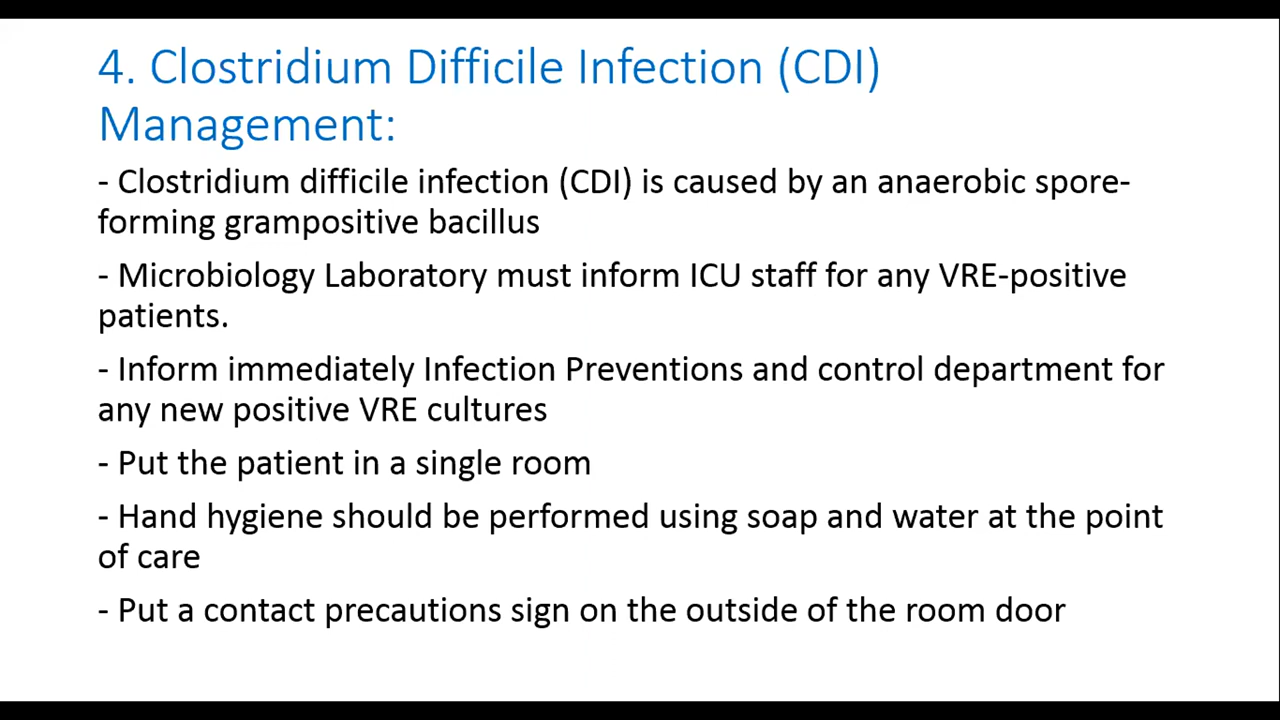 4. Clostridium Difficile Infection (CDI)
Management:
- Clostridium difficile infection (CDI) is caused by an anaerobic spore-
forming grampositive bacillus
- Microbiology Laboratory must inform ICU staff for any VRE-positive
patients.
- Inform immediately Infection Preventions and control department for
any new positive VRE cultures
- Put the patient in a single room
- Hand hygiene should be performed using soap and water at the point
of care
- Put a contact precautions sign on the outside of the room door